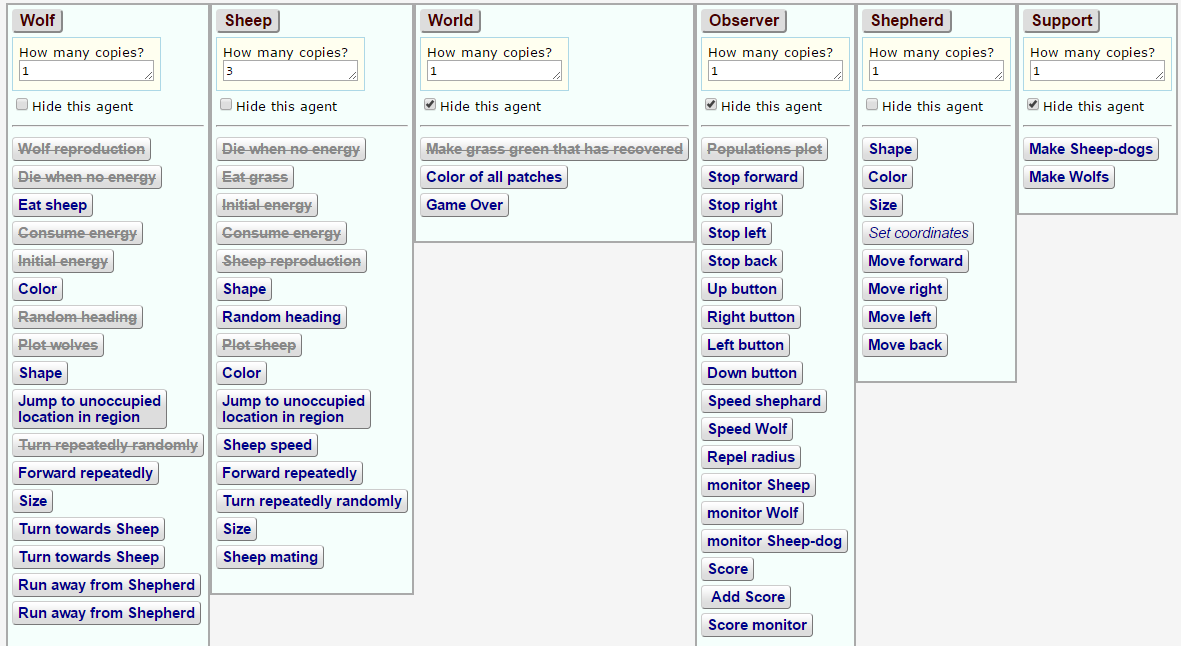 Wolf
How many copies?
1
Hide this agent
Wolf reproduction
Die when no energy
Eat sheep
Consume energy
Initial energy
Color
Random heading
Plot wolves
Shape
Jump to unoccupied
location in region
Turn repeatedly randomly
Forward repeatedly
Size
Turn towards Sheep
Turn towards Sheep
Run away from Shepherd
Run away from Shepherd
Sheep
How many copies?
3
Hide this agent
Die when no energy
Eat grass
Initial energy
Consume energy
Sheep reproduction
Shape
Random heading
Plot sheep
Color
Jump to unoccupied
location in region
Sheep speed
Forward repeatedly
Turn repeatedly randomly
Size
Sheep mating
World
How many copies?
1
Hide this agent
Make grass green that has recovered
Color of all patches
Game Over
Observer
How many copies?
1
Hide this agent
Populations plot
Stop forward
Stop right
Stop left
Stop back
Up button
Right button
Left button
Down button
Speed shephard
Speed Wolf
Repel radius
monitor Sheep
monitor Wolf
monitor Sheep-dog
Score
Add Score
Score monitor
Shepherd
How many copies?
1
Hide this agent
Shape
Color
Size
Set coordinates
Move forward
Move right
Move left
Move back
Support
How many copies?
1
Hide this agent
Make Sheep-dogs
Make Wolfs